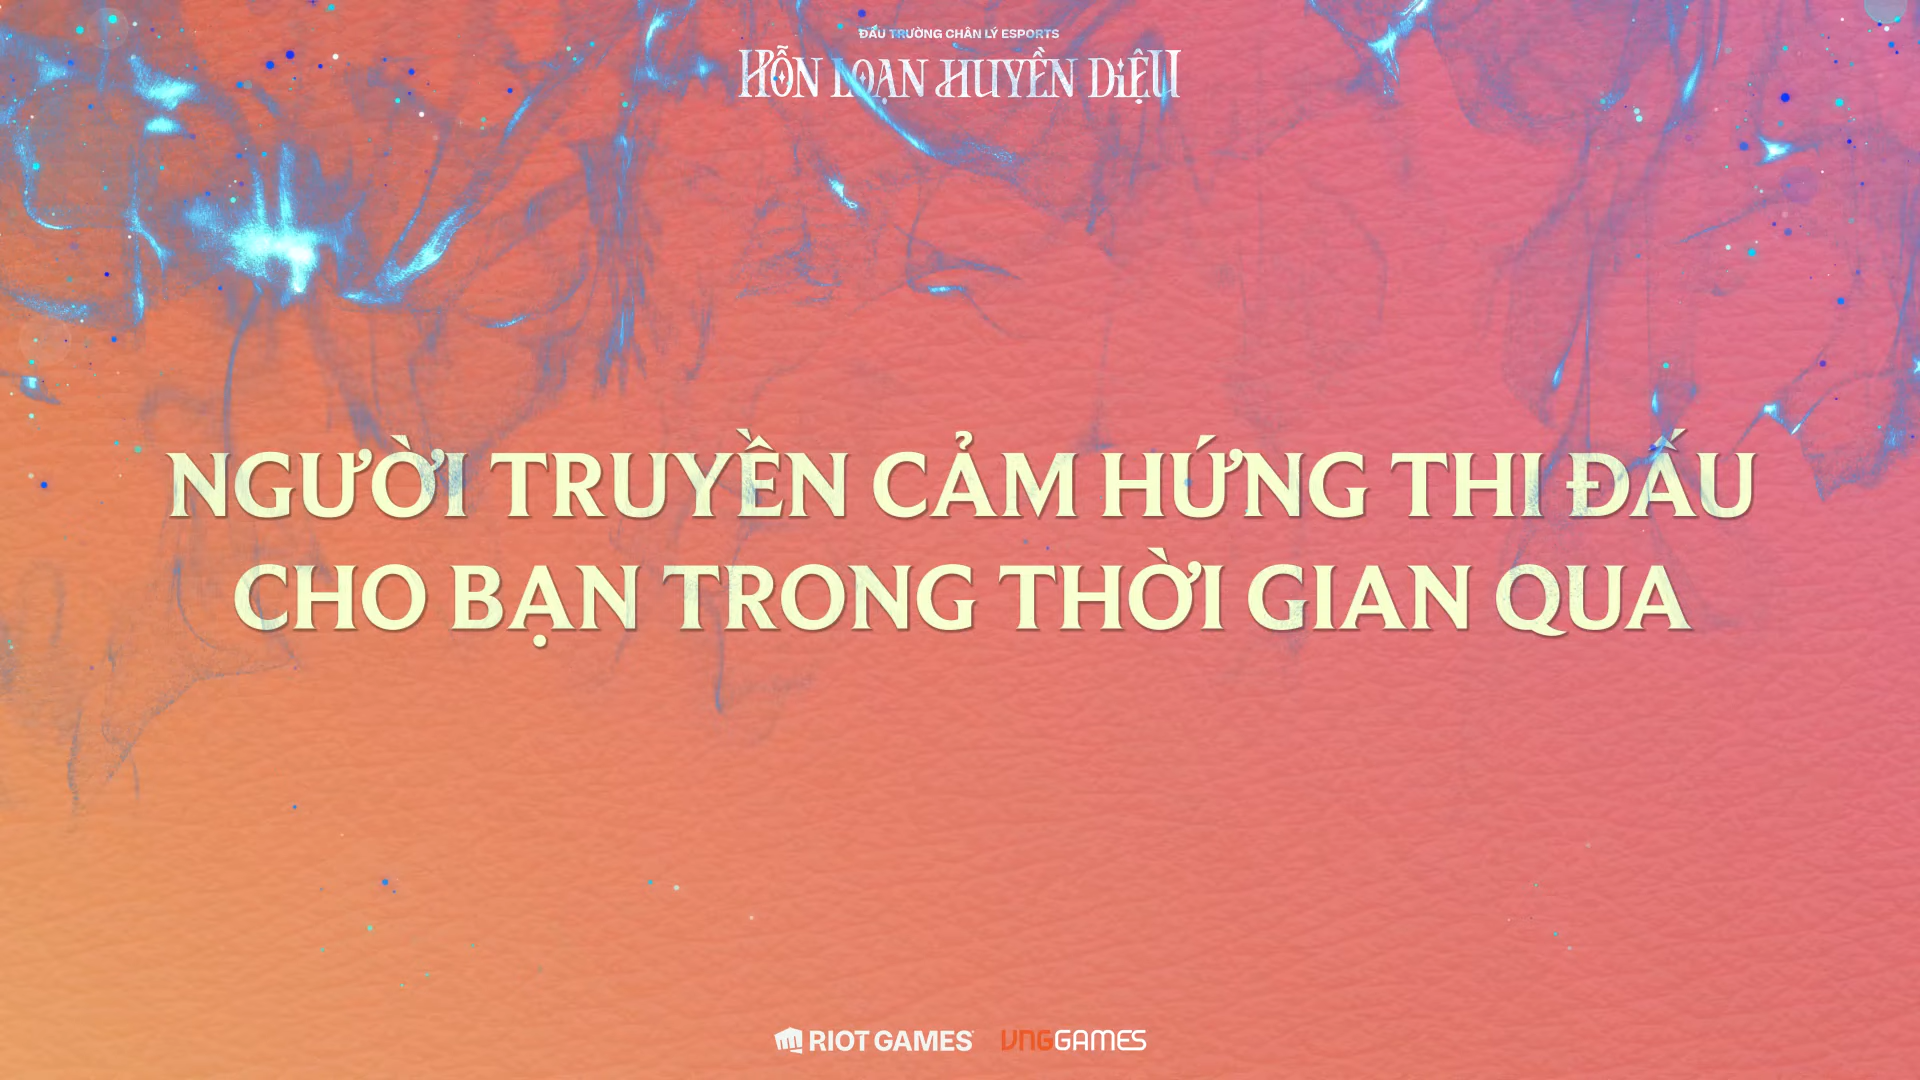 ĐẤU TRƯỜNG CHÂN LÝ ESPORTS
HỖN LOẠN HUYỀN DIỆU
NGƯỜI TRUYỀN CẢM HỨNG THI ĐẤU
CHO BẠN TRONG THỜI GIAN QUA
RIOT GAMES VNGGAMES